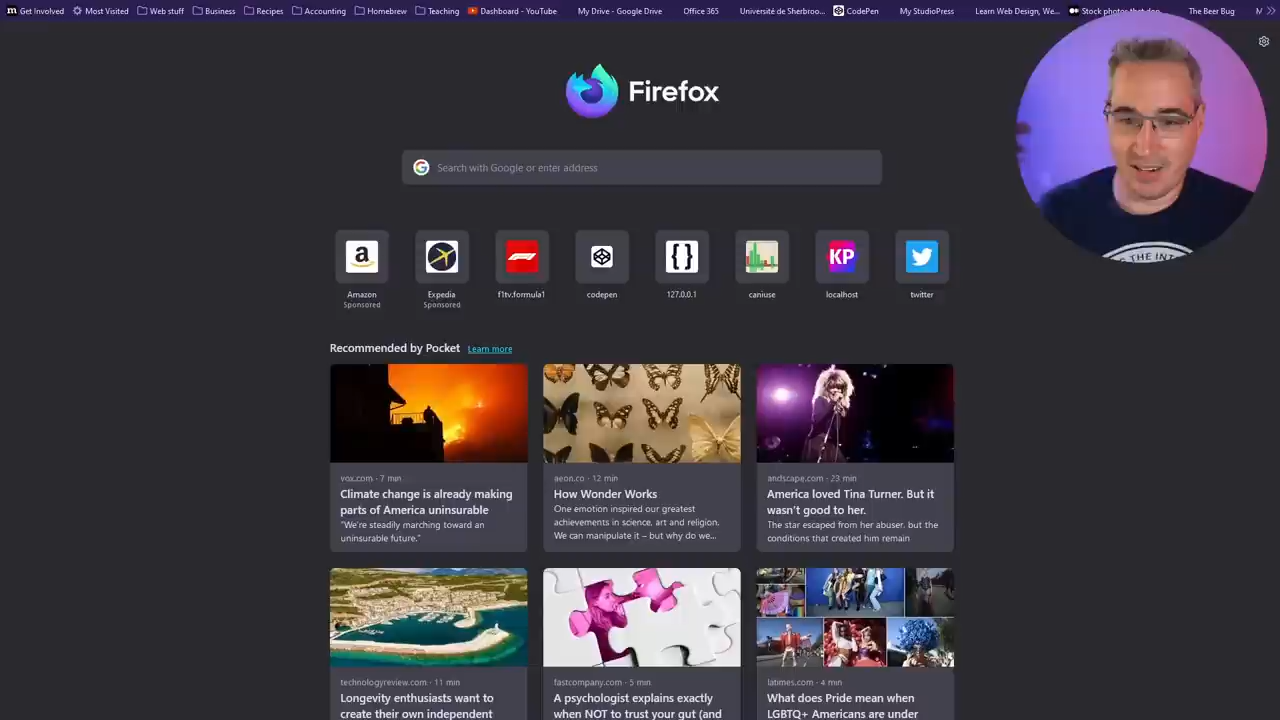 Get Involved
Most Visited
Web stuff
Business
Recipes
Accounting
Homebrew
Teaching
Dashboard - YouTube
My Drive - Google Drive
Office 365
Université de Sherbroo...
CodePen
My StudioPress
Learn Web Design, We...
Stock photos that
The Beer Bug
Firefox
Search with Google or enter address
a
{ }
KP
Amazon
Sponsored
Expedia
Sponsored
f1tv.formula1
codepen
127.0.0.1
caniuse
localhost
twitter
Recommended by Pocket Learn more
vox.com · 7 min
Climate change is already making
parts of America uninsurable
"We're steadily marching toward an
uninsurable future."
aeon.co · 12 min
How Wonder Works
One emotion inspired our greatest
achievements in science, art and religion.
We can manipulate it – but why do we...
andscape.com · 23 min
America loved Tina Turner. But it
wasn't good to her.
The star escaped from her abuser, but the
conditions that created him remain
technologyreview.com · 11 min
Longevity enthusiasts want to
create their own independent
fastcompany.com · 5 min
A psychologist explains exactly
when NOT to trust your gut (and
latimes.com · 4 min
What does Pride mean when
LGBTQ+ Americans are under
THE INT